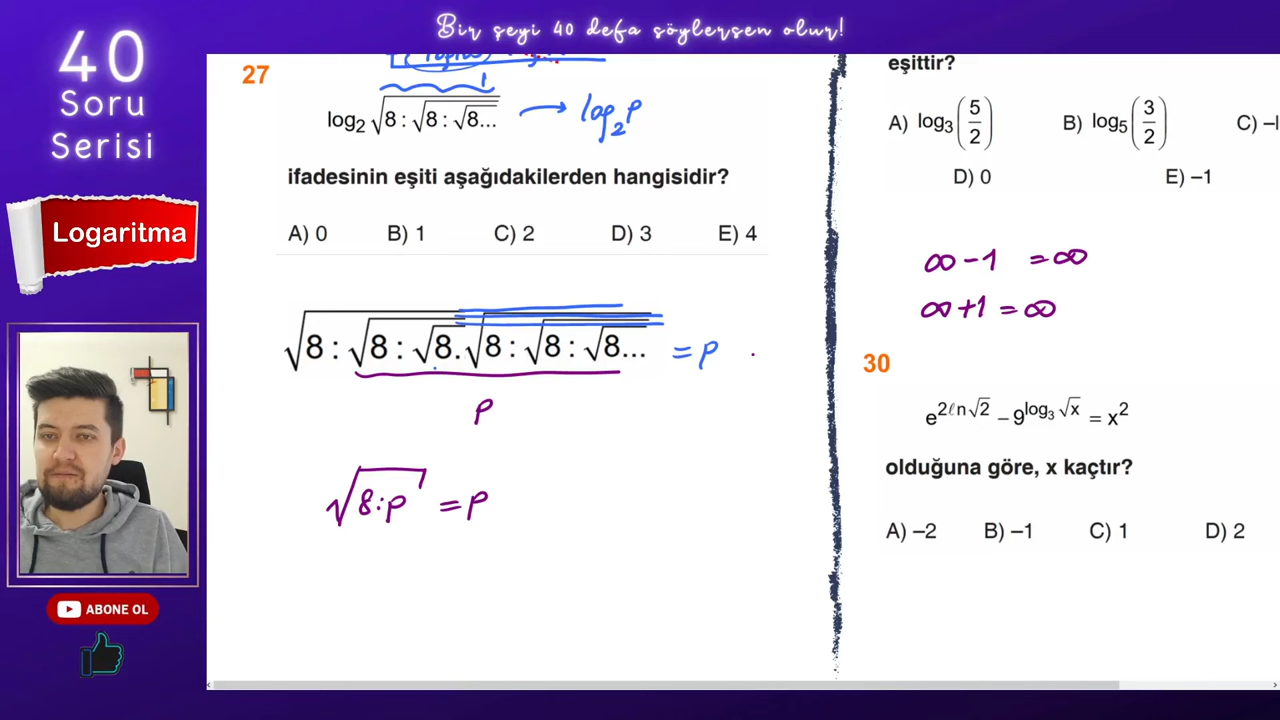 Bir şeyi 40 defa söylersen olur!
40
Soru
Serisi
Logaritma
ABONE OL
27
log₂ √8 : √8 : √8... → log₂ P
ifadesinin eşiti aşağıdakilerden hangisidir?
A) 0 B) 1 C) 2 D) 3 E) 4
√8 : √8 : √8. √8 : √8 : √8... = P
P
√8:P = P
eşittir?
A) log₃ (5/2) B) log₅ (3/2) C) –
D) 0 E) –1
∞ - 1 = ∞
∞ + 1 = ∞
30
e^(2ℓn√2) – 9^(log₃ √x) = x²
olduğuna göre, x kaçtır?
A) –2 B) –1 C) 1 D) 2